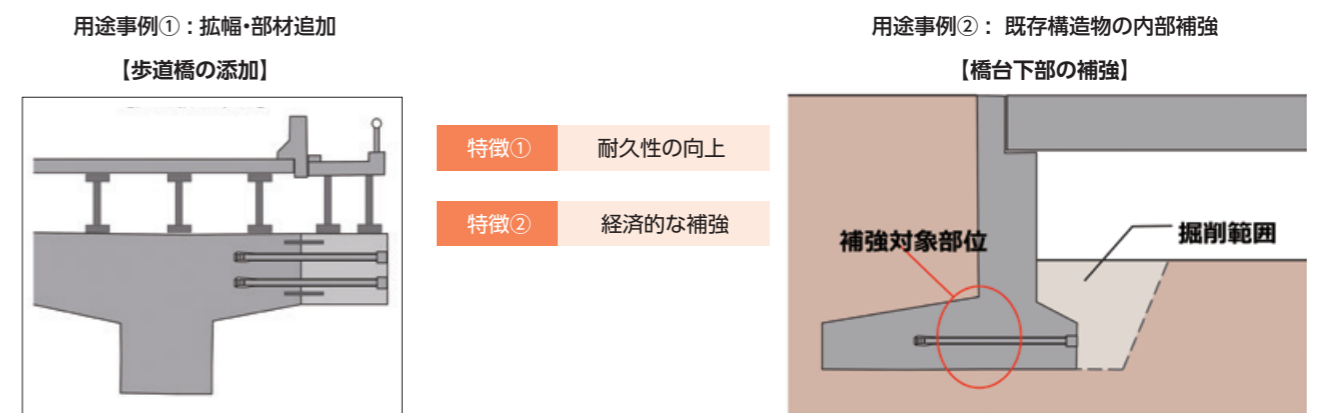 用途事例①：拡幅・部材追加
【歩道橋の添加】
特徴① 耐久性の向上
特徴② 経済的な補強
用途事例②： 既存構造物の内部補強
【橋台下部の補強】
補強対象部位
掘削範囲